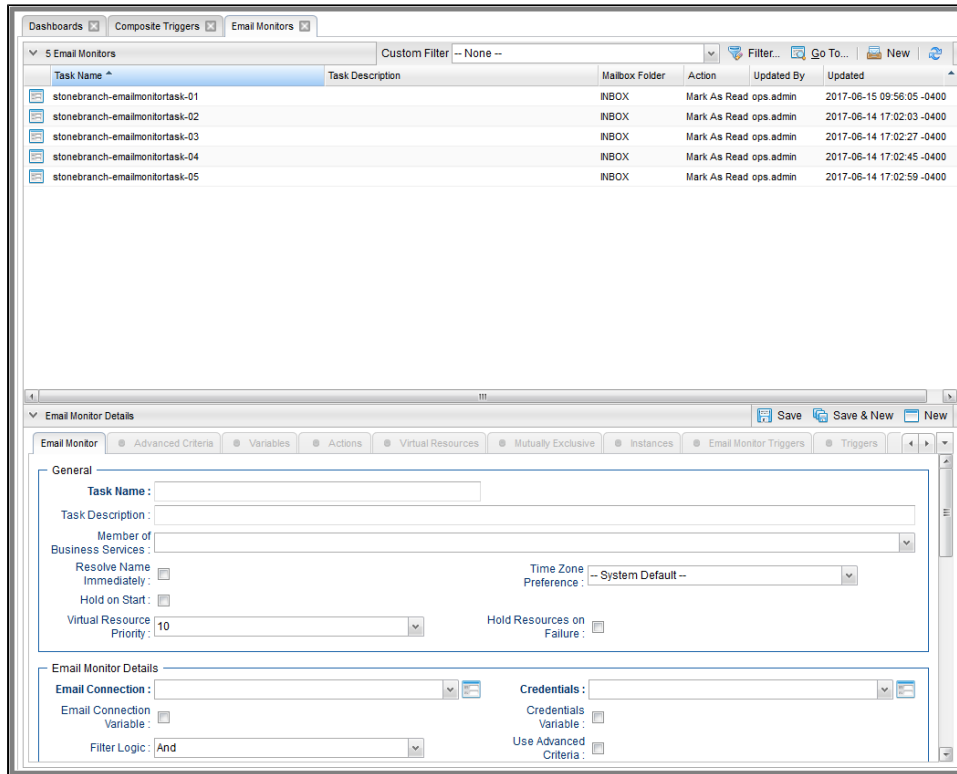 Dashboards Composite Triggers Email Monitors
5 Email Monitors Custom Filter -- None -- Filter... Go To... New
Task Name Task Description Mailbox Folder Action Updated By Updated
stonebranch-emailmonitortask-01 INBOX Mark As Read ops.admin 2017-06-15 09:56:05 -0400
stonebranch-emailmonitortask-02 INBOX Mark As Read ops.admin 2017-06-14 17:02:03 -0400
stonebranch-emailmonitortask-03 INBOX Mark As Read ops.admin 2017-06-14 17:02:27 -0400
stonebranch-emailmonitortask-04 INBOX Mark As Read ops.admin 2017-06-14 17:02:45 -0400
stonebranch-emailmonitortask-05 INBOX Mark As Read ops.admin 2017-06-14 17:02:59 -0400
Email Monitor Details Save Save & New New
Email Monitor Advanced Criteria Variables Actions Virtual Resources Mutually Exclusive Instances Email Monitor Triggers Triggers
General
Task Name :
Task Description :
Member of
Business Services :
Resolve Name
Immediately :
Time Zone
Preference : -- System Default --
Hold on Start :
Virtual Resource
Priority : 10
Hold Resources on
Failure :
Email Monitor Details
Email Connection : Credentials :
Email Connection
Variable :
Credentials
Variable :
Filter Logic : And
Use Advanced
Criteria :